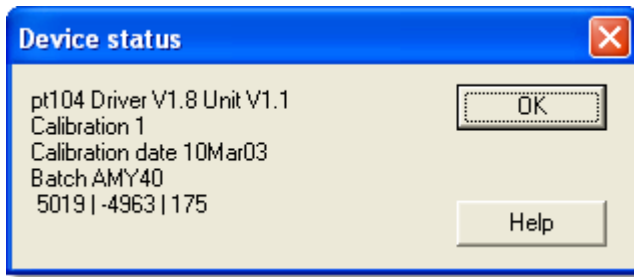 Device status
pt104 Driver V1.8 Unit V1.1
Calibration 1
Calibration date 10Mar03
Batch AMY40
5019 | -4963 | 175
OK
Help